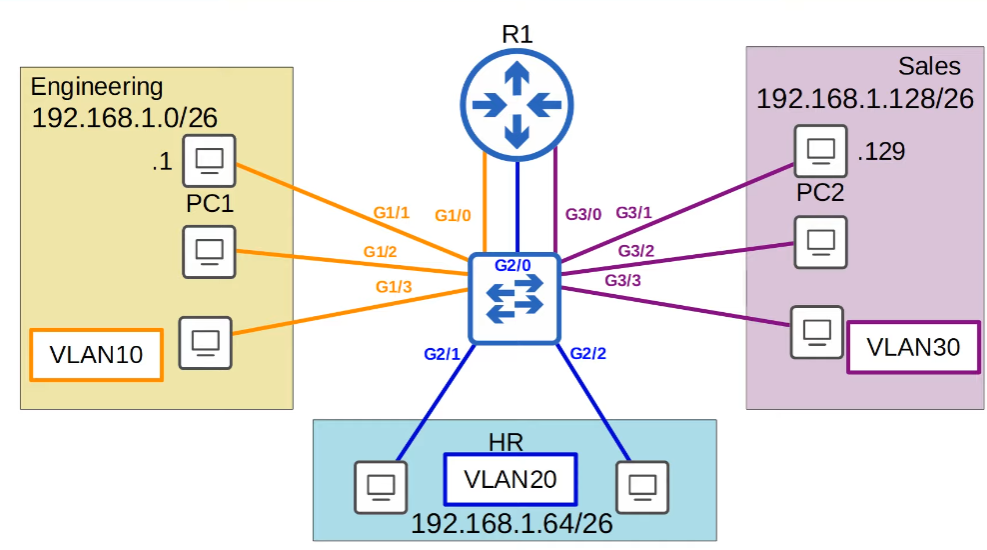 R1
Engineering
192.168.1.0/26
.1
PC1
VLAN10
Sales
192.168.1.128/26
.129
PC2
VLAN30
G1/1
G1/0
G3/0
G3/1
G1/2
G3/2
G2/0
G1/3
G3/3
G2/1
G2/2
HR
VLAN20
192.168.1.64/26